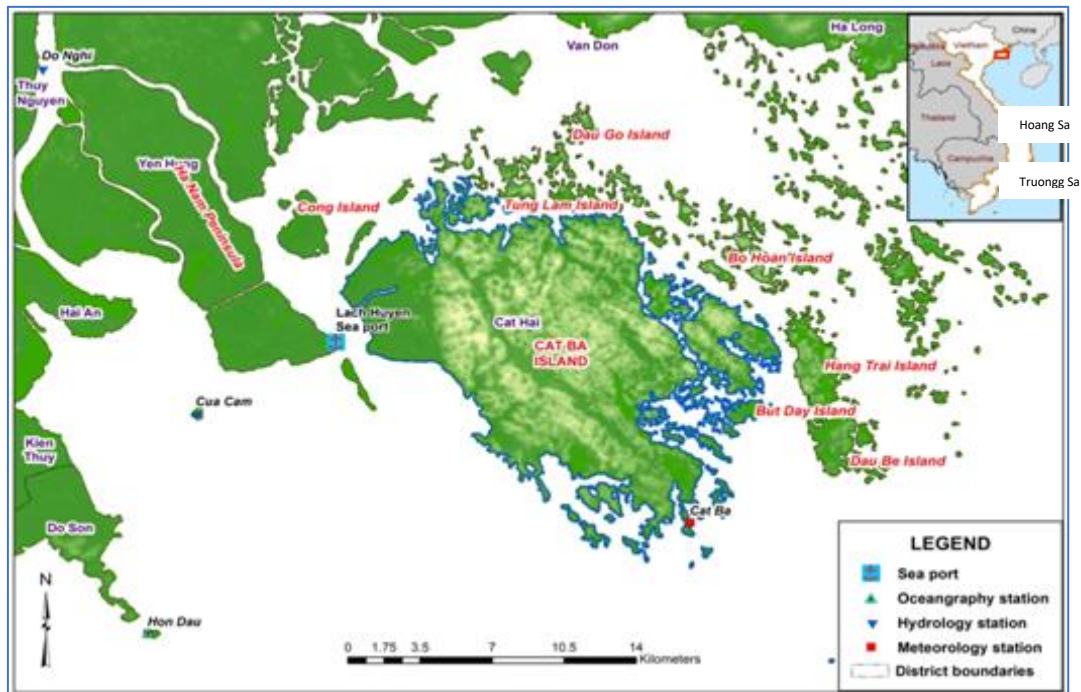 Do Nghi
Thuy
Nguyen
Van Don
Ha Long
China
Vietnam
Laos
Thailand
Campuchia
Hoang Sa
Truongg Sa
Dau Go Island
Yen Hung
Ha Nam Peninsula
Cong Island
Tung Lam Island
Bo Hoan Island
Hai An
Lach Huyen
Sea port
Cat Hai
CAT BA
ISLAND
Hang Trai Island
Cua Cam
But Day Island
Kien
Thuy
Dau Be Island
Cat Ba
Do Son
Hon Dau
N
0 1.75 3.5 7 10.5 14
Kilometers
LEGEND
Sea port
Oceangraphy station
Hydrology station
Meteorology station
District boundaries